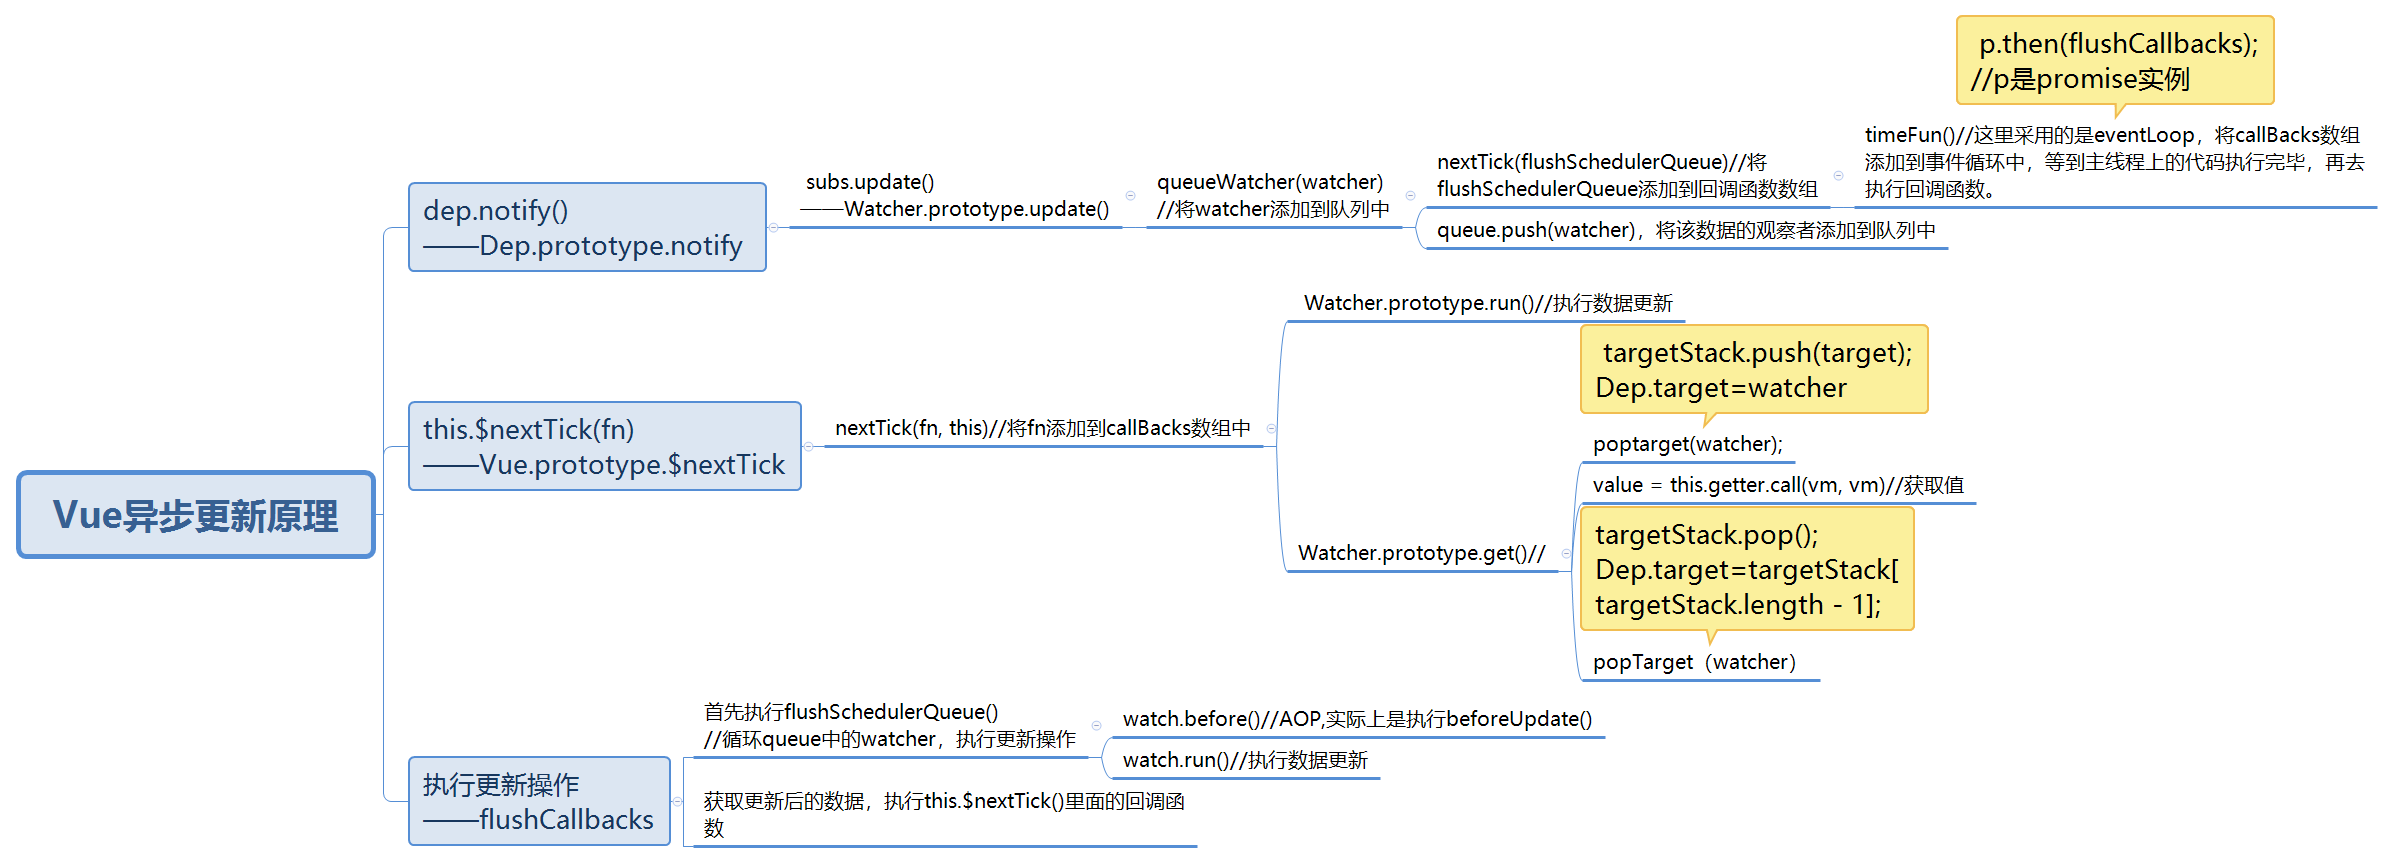 Vue异步更新原理
dep.notify()
——Dep.prototype.notify
subs.update()
——Watcher.prototype.update()
queueWatcher(watcher)
//将watcher添加到队列中
nextTick(flushSchedulerQueue)//将
flushSchedulerQueue添加到回调函数数组
p.then(flushCallbacks);
//p是promise实例
timeFun()//这里采用的是eventLoop，将callBacks数组
添加到事件循环中，等到主线程上的代码执行完毕，再去
执行回调函数。
queue.push(watcher)，将该数据的观察者添加到队列中
this.$nextTick(fn)
——Vue.prototype.$nextTick
nextTick(fn, this)//将fn添加到callBacks数组中
Watcher.prototype.run()//执行数据更新
Watcher.prototype.get()//
targetStack.push(target);
Dep.target=watcher
poptarget(watcher);
value = this.getter.call(vm, vm)//获取值
targetStack.pop();
Dep.target=targetStack[
targetStack.length - 1];
popTarget（watcher）
执行更新操作
——flushCallbacks
首先执行flushSchedulerQueue()
//循环queue中的watcher，执行更新操作
watch.before()//AOP,实际上是执行beforeUpdate()
watch.run()//执行数据更新
获取更新后的数据，执行this.$nextTick()里面的回调函
数